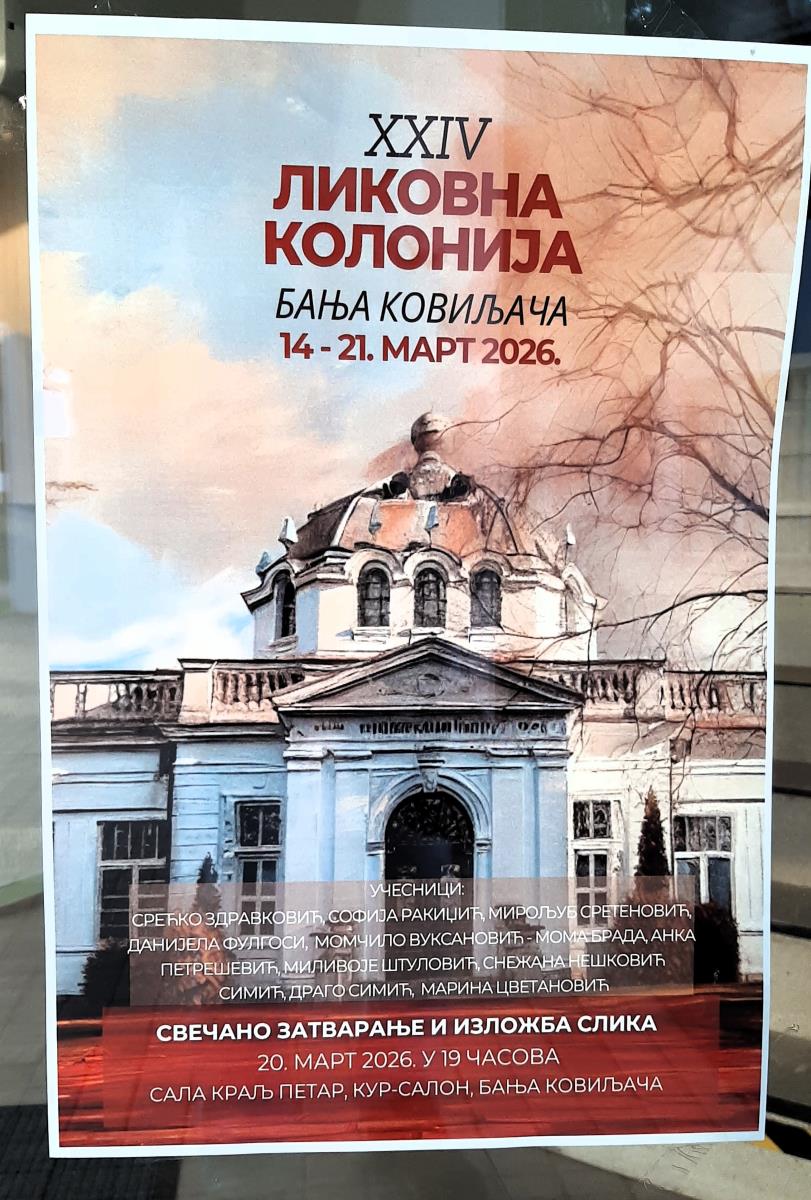 XXIV
ЛИКОВНА
КОЛОНИЈА
БАЊА КОВИЉАЧА
14 - 21. МАРТ 2026.
УЧЕСНИЦИ:
СРЕЋКО ЗДРАВКОВИЋ, СОФИЈА РАКИЏИЋ, МИРОЉУБ СРЕТЕНОВИЋ,
ДАНИЈЕЛА ФУЛГОСИ, МОМЧИЛО ВУКСАНОВИЋ - МОМА БРАДА, АНКА
ПЕТРЕШЕВИЋ, МИЛИВОЈЕ ШТУЛОВИЋ, СНЕЖАНА НЕШКОВИЋ
СИМИЋ, ДРАГО СИМИЋ, МАРИНА ЦВЕТАНОВИЋ
СВЕЧАНО ЗАТВАРАЊЕ И ИЗЛОЖБА СЛИКА
20. МАРТ 2026. У 19 ЧАСОВА
САЛА КРАЉ ПЕТАР, КУР-САЛОН, БАЊА КОВИЉАЧА